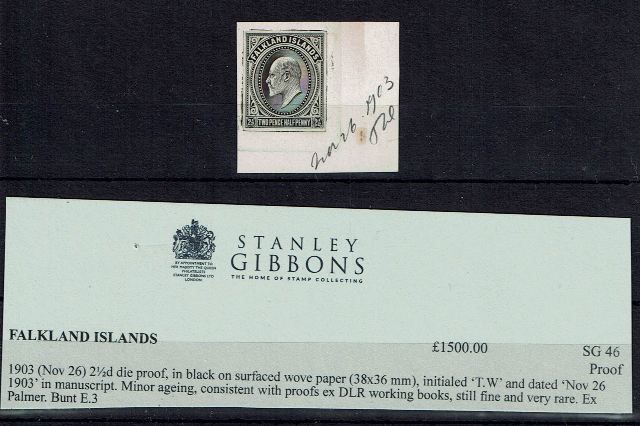 FALKLAND ISLANDS
TWO PENCE HALFPENNY
Nov 26. 1903
BY APPOINTMENT TO
HER MAJESTY THE QUEEN
PHILATELISTS
STANLEY GIBBONS LTD
LONDON
STANLEY
GIBBONS
THE HOME OF STAMP COLLECTING
FALKLAND ISLANDS £1500.00 SG 46
Proof
1903 (Nov 26) 2½d die proof, in black on surfaced wove paper (38x36 mm), initialed ‘T.W’ and dated ‘Nov 26
1903’ in manuscript. Minor ageing, consistent with proofs ex DLR working books, still fine and very rare. Ex
Palmer. Bunt E.3